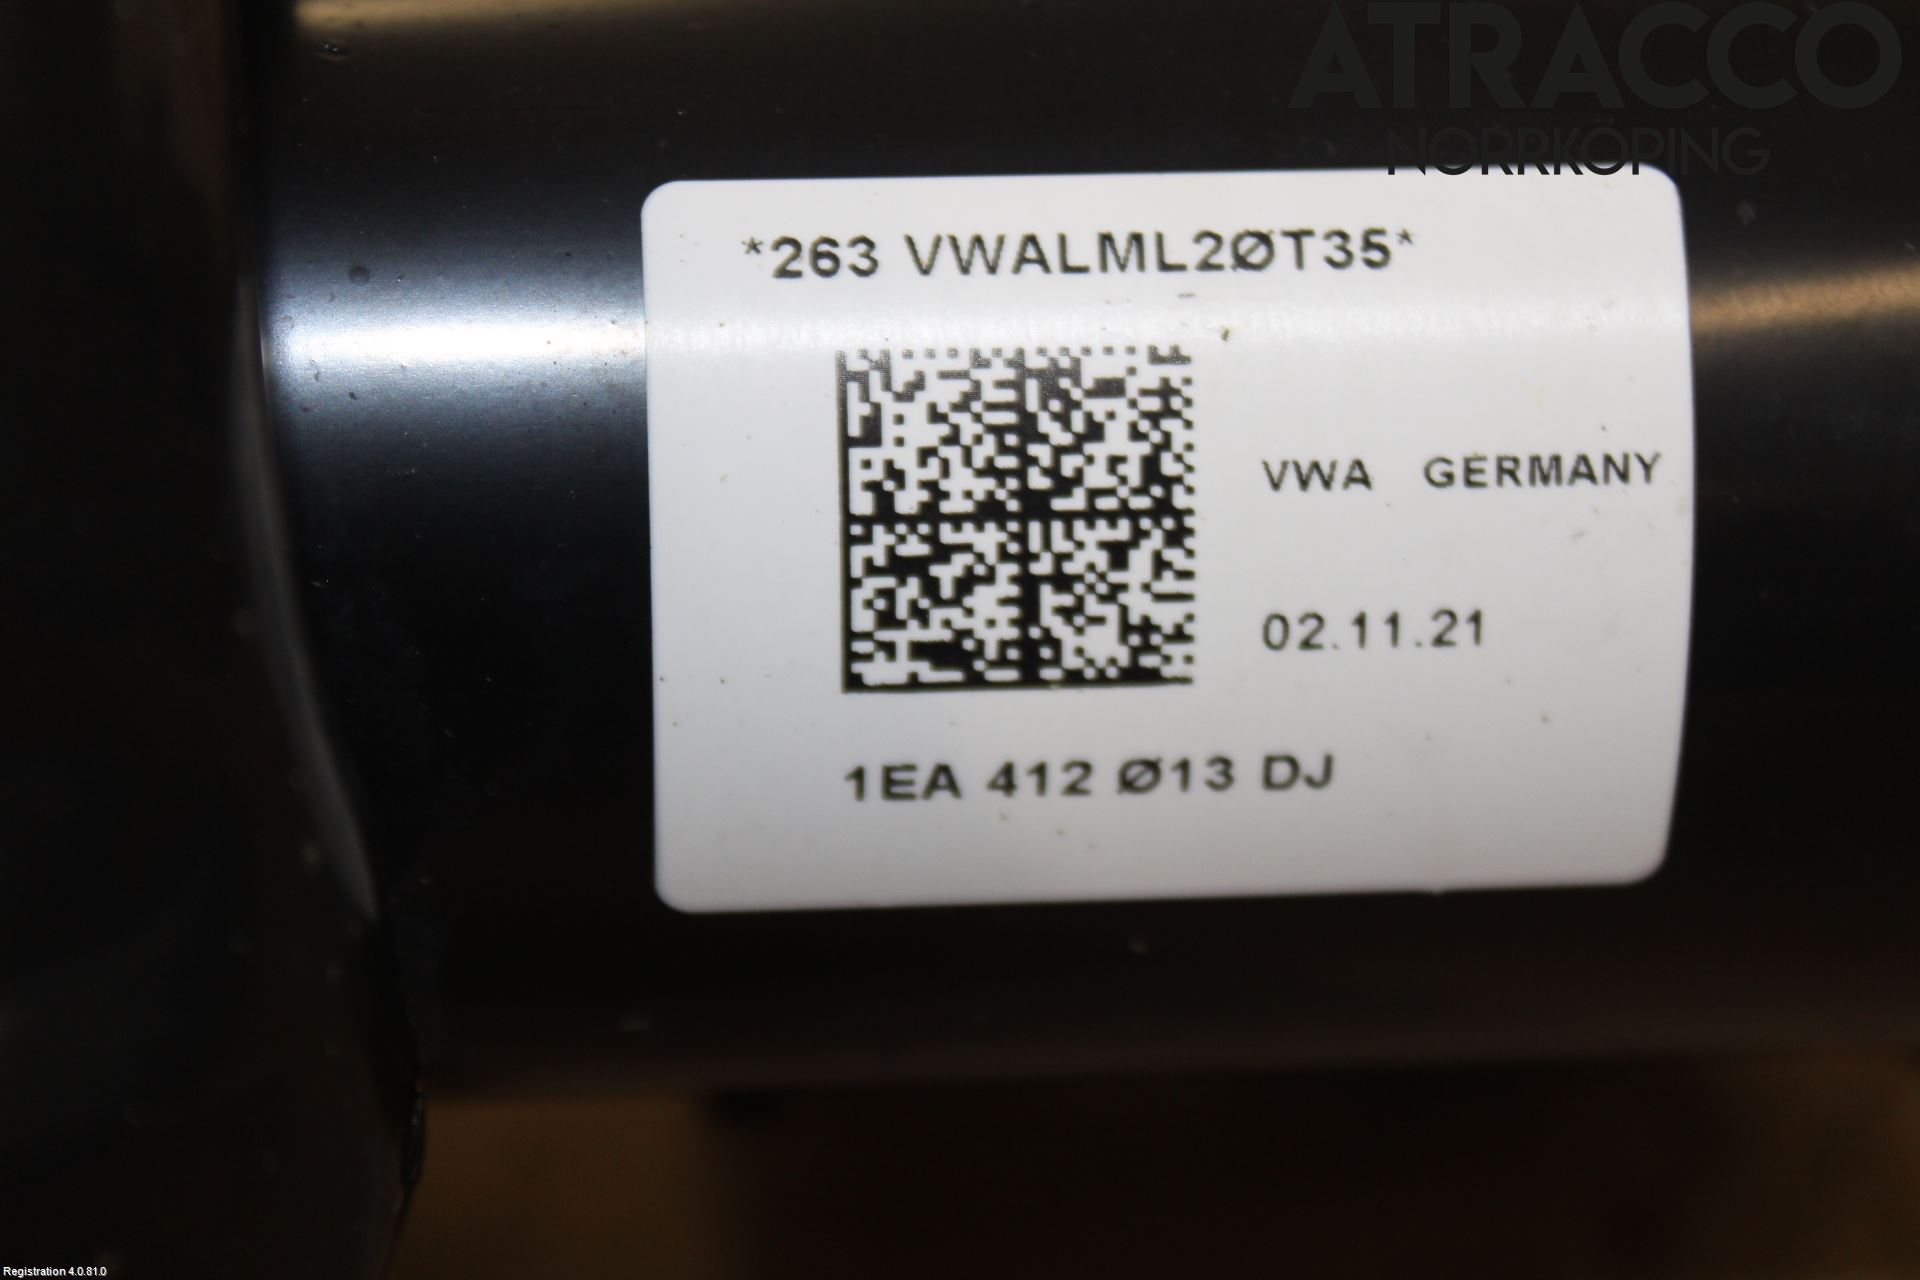 ATRACCO
NORRKÖPING
*263 VWALML2ØT35*
VWA GERMANY
02.11.21
1EA 412 Ø13 DJ
Registration 4.0.81.0